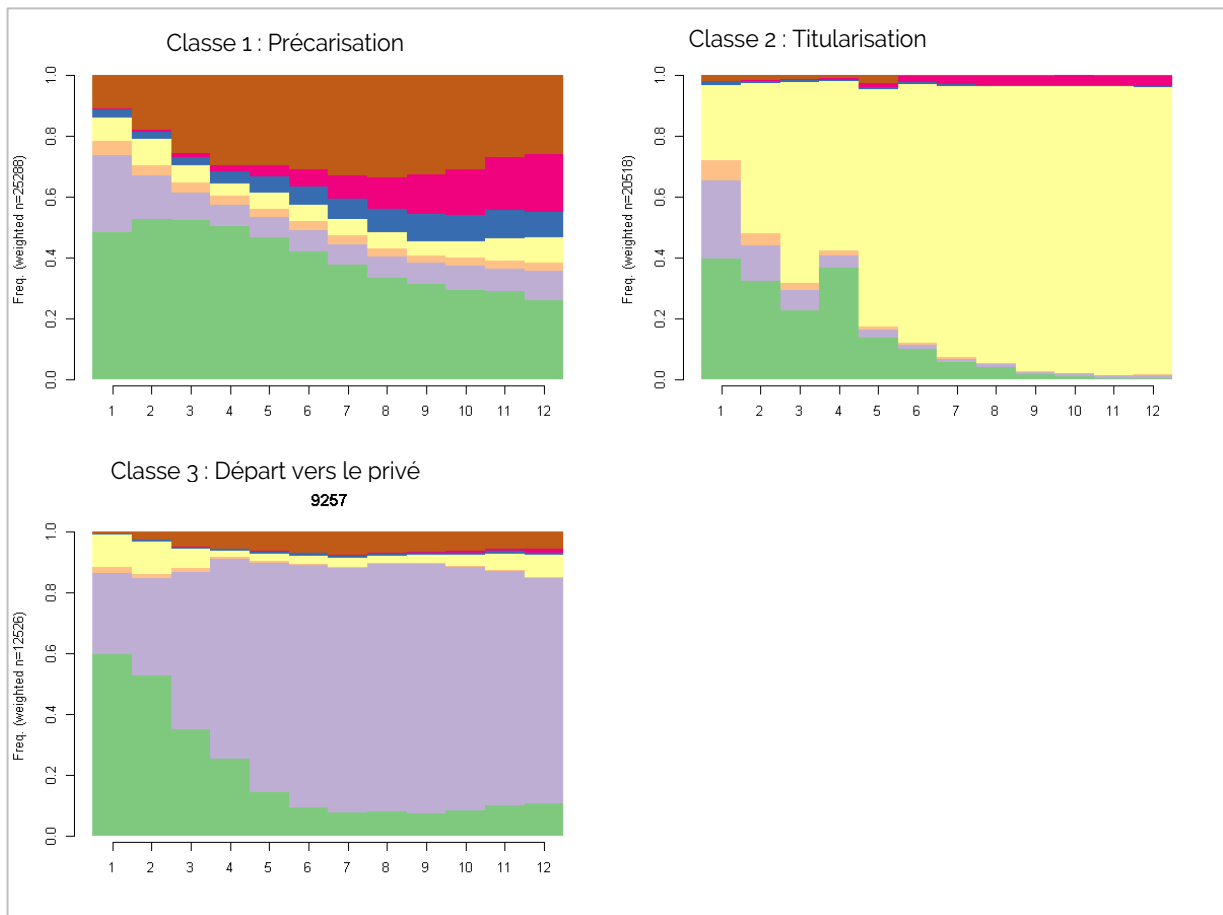 Classe 1 : Précarisation
Freq. (weighted n=25288)
1.0
0.8
0.6
0.4
0.2
0.0
1 2 3 4 5 6 7 8 9 10 11 12
Classe 2 : Titularisation
Freq. (weighted n=20518)
1.0
0.8
0.6
0.4
0.2
0.0
1 2 3 4 5 6 7 8 9 10 11 12
Classe 3 : Départ vers le privé
9257
Freq. (weighted n=12526)
1.0
0.8
0.6
0.4
0.2
0.0
1 2 3 4 5 6 7 8 9 10 11 12